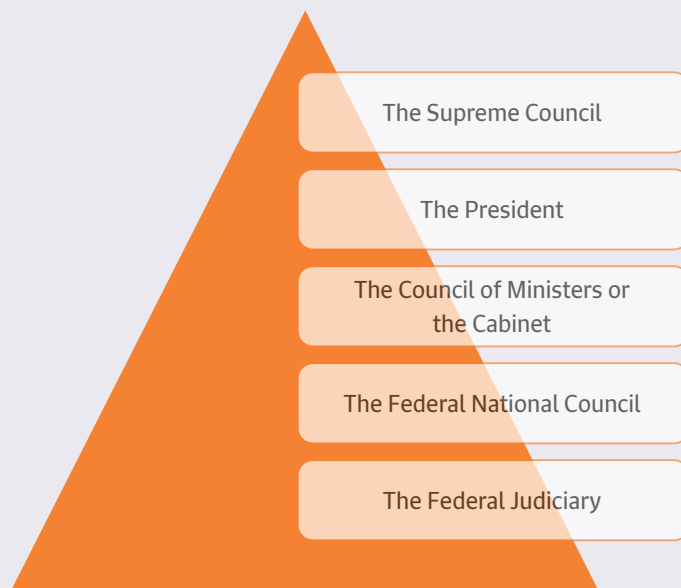 The Supreme Council
The President
The Council of Ministers or
the Cabinet
The Federal National Council
The Federal Judiciary